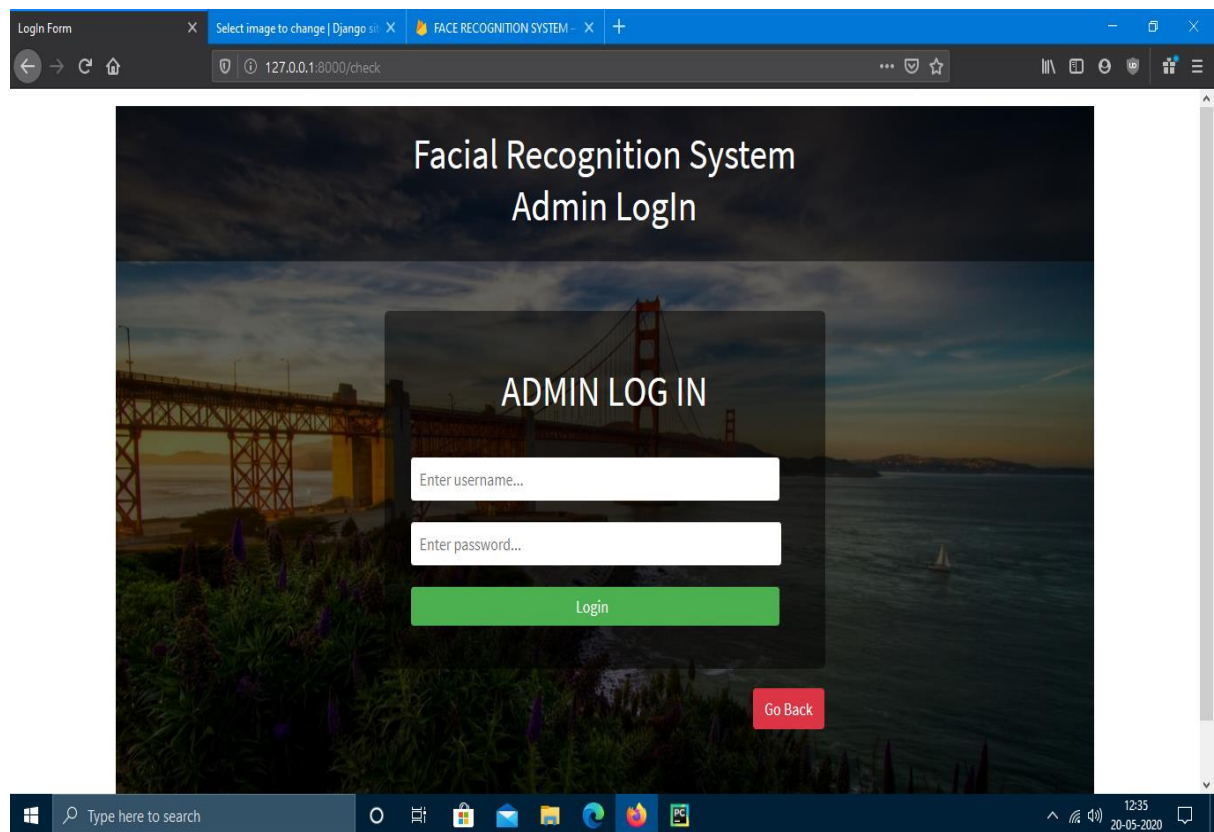 LogIn Form
Select image to change | Django si
FACE RECOGNITION SYSTEM –
127.0.0.1:8000/check
Facial Recognition System
Admin LogIn
ADMIN LOG IN
Enter username...
Enter password...
Login
Go Back
Type here to search
PC
12:35
20-05-2020